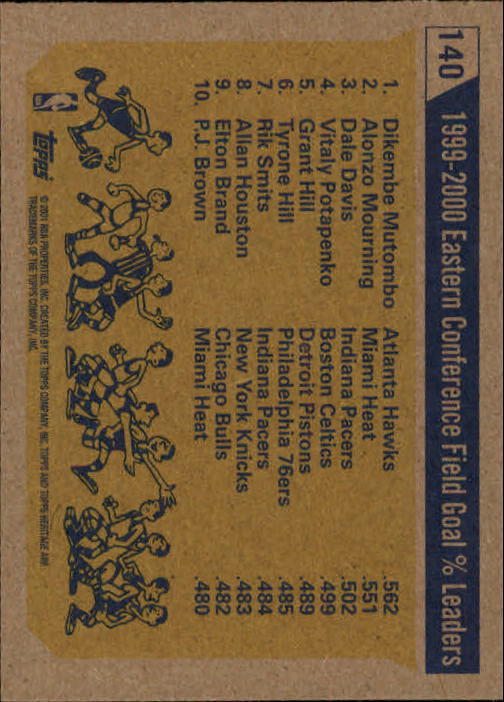 140 1999-2000 Eastern Conference Field Goal % Leaders
1. Dikembe Mutombo Atlanta Hawks .562
2. Alonzo Mourning Miami Heat .551
3. Dale Davis Indiana Pacers .502
4. Vitaly Potapenko Boston Celtics .499
5. Grant Hill Detroit Pistons .489
6. Tyrone Hill Philadelphia 76ers .485
7. Rik Smits Indiana Pacers .484
8. Allan Houston New York Knicks .483
9. Elton Brand Chicago Bulls .482
10. P.J. Brown Miami Heat .480
Topps
© 2001 NBA PROPERTIES, INC. CREATED BY THE TOPPS COMPANY, INC. TOPPS AND TOPPS HERITAGE ARE
TRADEMARKS OF THE TOPPS COMPANY, INC.